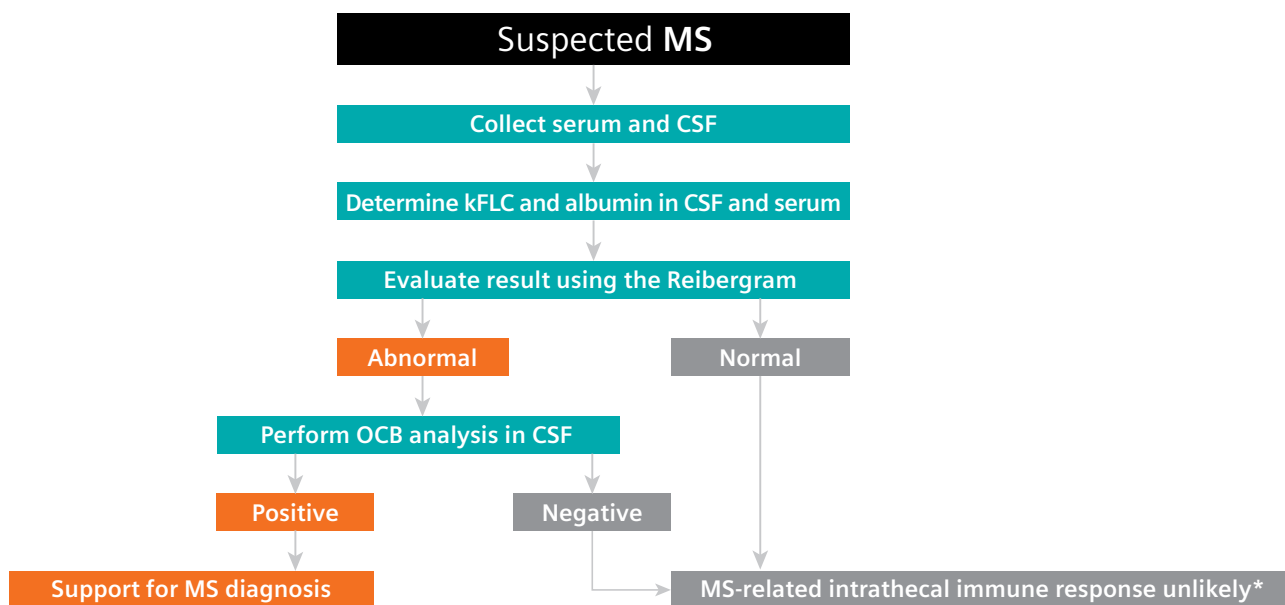 Suspected MS
Collect serum and CSF
Determine kFLC and albumin in CSF and serum
Evaluate result using the Reibergram
Abnormal
Normal
Perform OCB analysis in CSF
Positive
Negative
Support for MS diagnosis
MS-related intrathecal immune response unlikely*